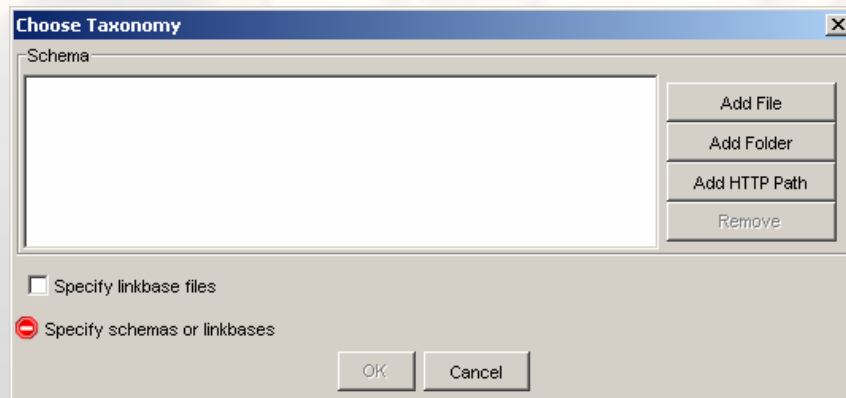 Choose Taxonomy
Schema
Add File
Add Folder
Add HTTP Path
Remove
Specify linkbase files
Specify schemas or linkbases
OK
Cancel